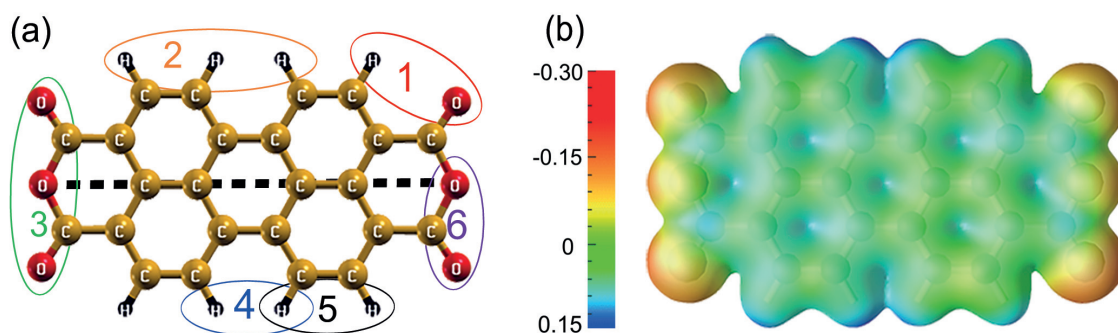 (a)
H H H H
2 1
O C C C C O
C C C C C C
O C C C C O
3 6
C C C C C C
O C C C C O
H H 4 H 5 H
(b)
-0.30
-0.15
0
0.15